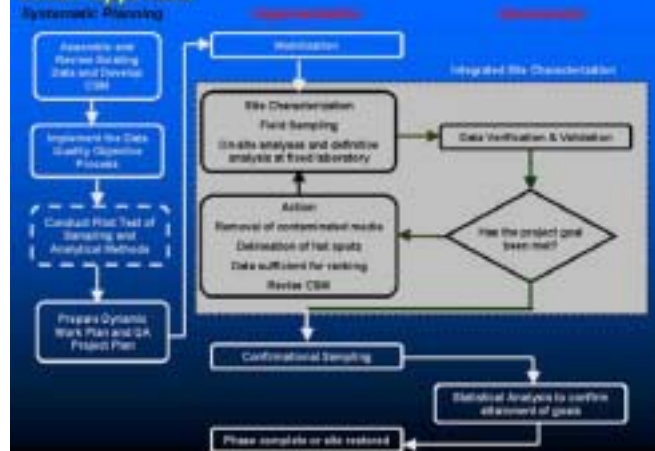 Systematic Planning
Assemble and
Review Existing
Data and Develop
CSM
Implement the Data
Quality Objective
Process
Conduct Pilot Test of
Sampling and
Analytical Methods
Prepare Dynamic
Work Plan and QA
Project Plan
Mobilization
Integrated Site Characterization
Site Characterization
Field Sampling
On-site analyses and definitive
analysis at fixed laboratory
Data Verification & Validation
Action
Removal of contaminated media
Delineation of hot spots
Data sufficient for ranking
Revise CSM
Has the project goal
been met?
Confirmational Sampling
Statistical Analysis to confirm
attainment of goals
Phase complete or site restored